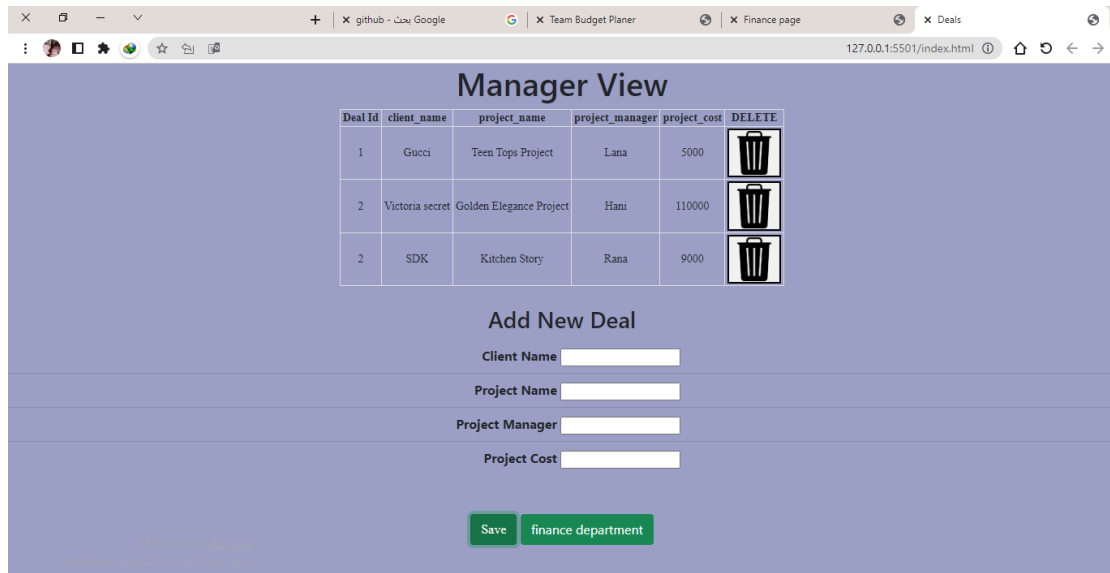 github - بحث Google
Team Budget Planer
Finance page
Deals
127.0.0.1:5501/index.html
Manager View
Deal Id client_name project_name project_manager project_cost DELETE
1 Gucci Teen Tops Project Lana 5000
2 Victoria secret Golden Elegance Project Hani 110000
2 SDK Kitchen Story Rana 9000
Add New Deal
Client Name
Project Name
Project Manager
Project Cost
Save finance department